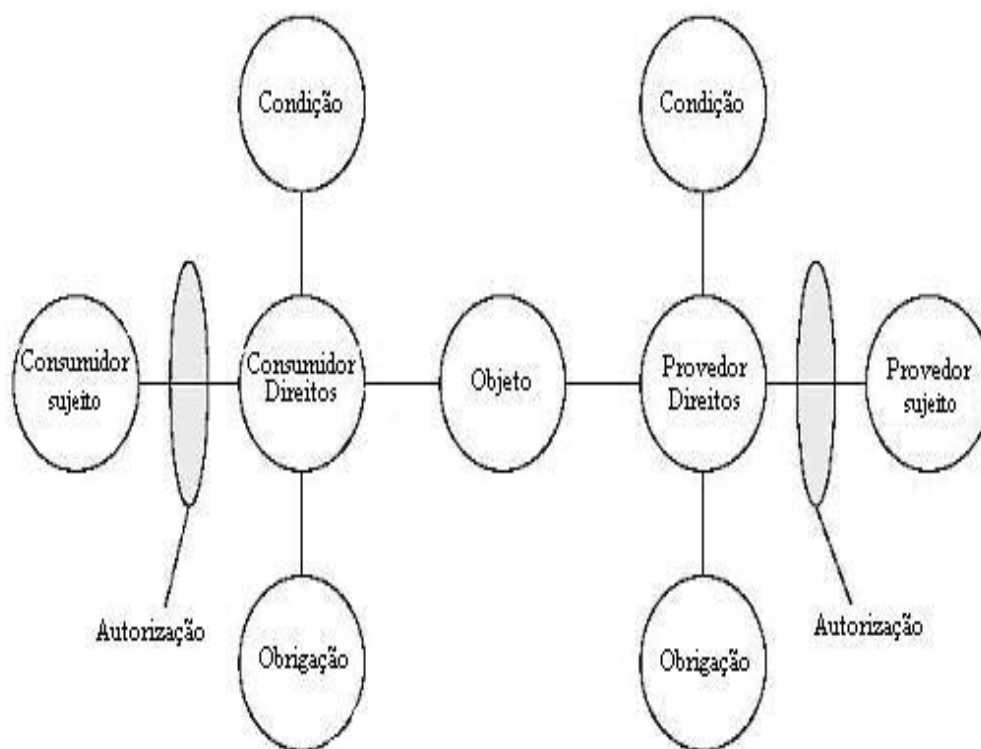 Condição
Condição
Consumidor
sujeito
Consumidor
Direitos
Objeto
Provedor
Direitos
Provedor
sujeito
Autorização
Autorização
Obrigação
Obrigação